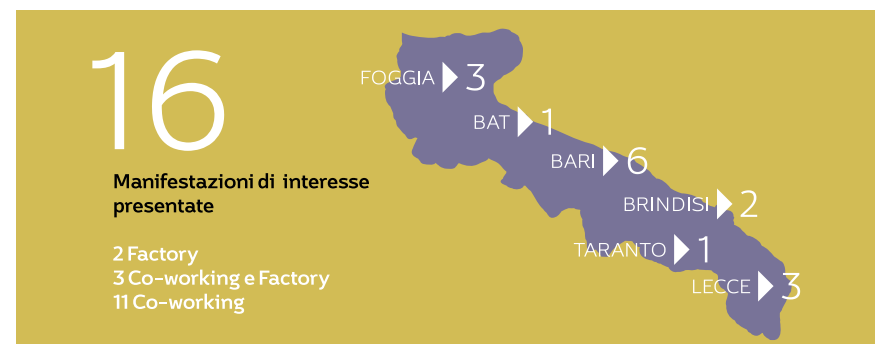 16
Manifestazioni di interesse
presentate
2 Factory
3 Co-working e Factory
11 Co-working
FOGGIA 3
BAT 1
BARI 6
BRINDISI 2
TARANTO 1
LECCE 3